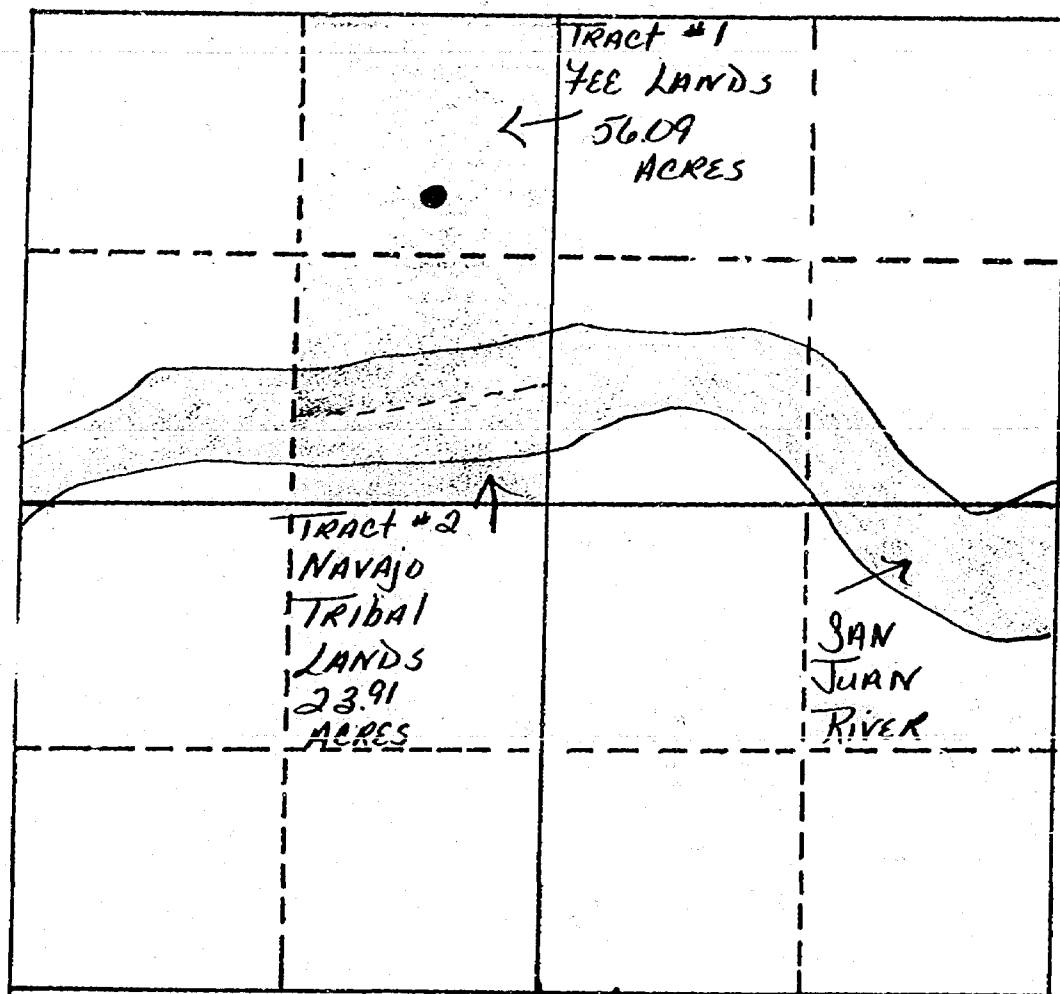 TRACT #1
FEE LANDS
56.09
ACRES
TRACT #2
NAVAJO
TRIBAL
LANDS
23.91
ACRES
SAN
JUAN
RIVER